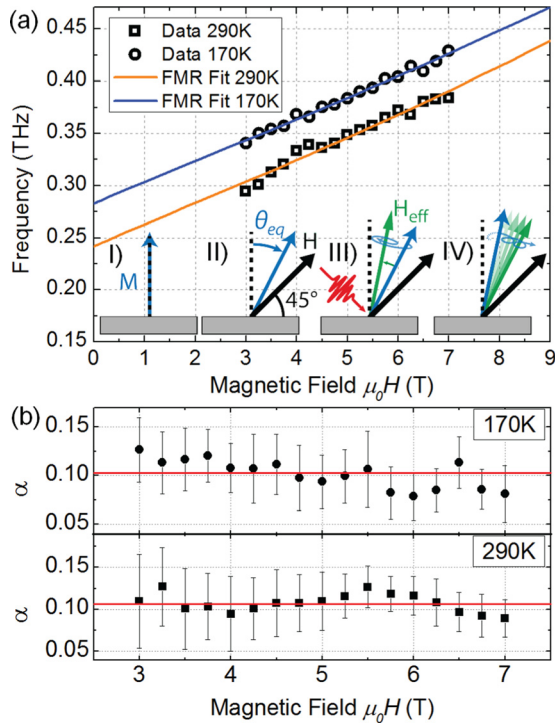 (a)
Data 290K
Data 170K
FMR Fit 290K
FMR Fit 170K
Frequency (THz)
0.45
0.40
0.35
0.30
0.25
0.20
0.15
I)
M
II)
θeq
H
45°
III)
Heff
IV)
0 1 2 3 4 5 6 7 8 9
Magnetic Field μ0H (T)
(b)
170K
α
0.15
0.10
0.05
290K
α
0.15
0.10
0.05
3 4 5 6 7
Magnetic Field μ0H (T)